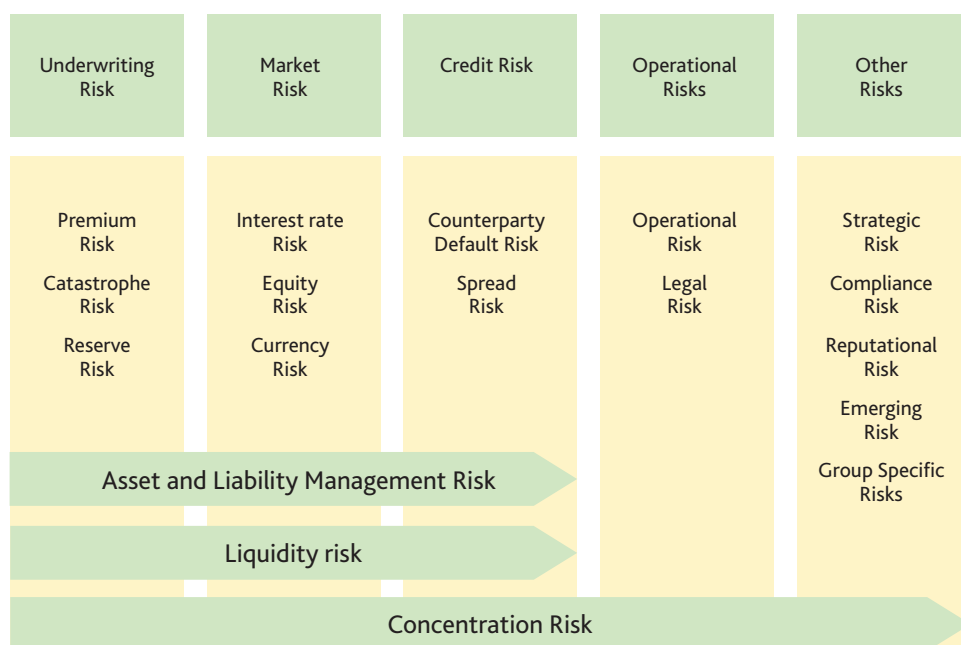 Underwriting
Risk
Market
Risk
Credit Risk
Operational
Risks
Other
Risks
Premium
Risk
Catastrophe
Risk
Reserve
Risk
Interest rate
Risk
Equity
Risk
Currency
Risk
Counterparty
Default Risk
Spread
Risk
Operational
Risk
Legal
Risk
Strategic
Risk
Compliance
Risk
Reputational
Risk
Emerging
Risk
Group Specific
Risks
Asset and Liability Management Risk
Liquidity risk
Concentration Risk